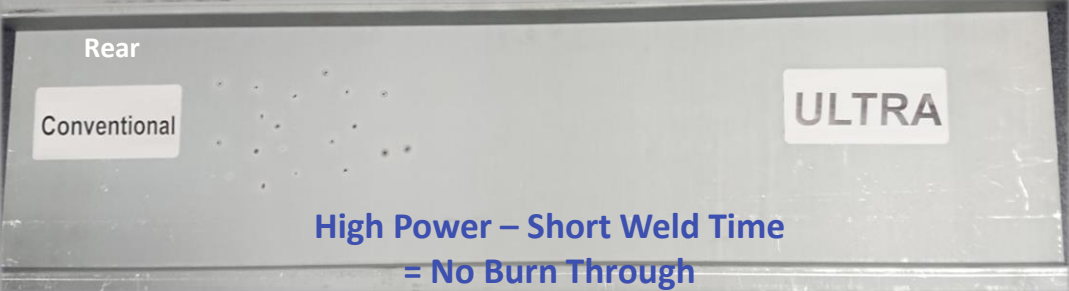 Rear
Conventional
ULTRA
High Power – Short Weld Time
= No Burn Through